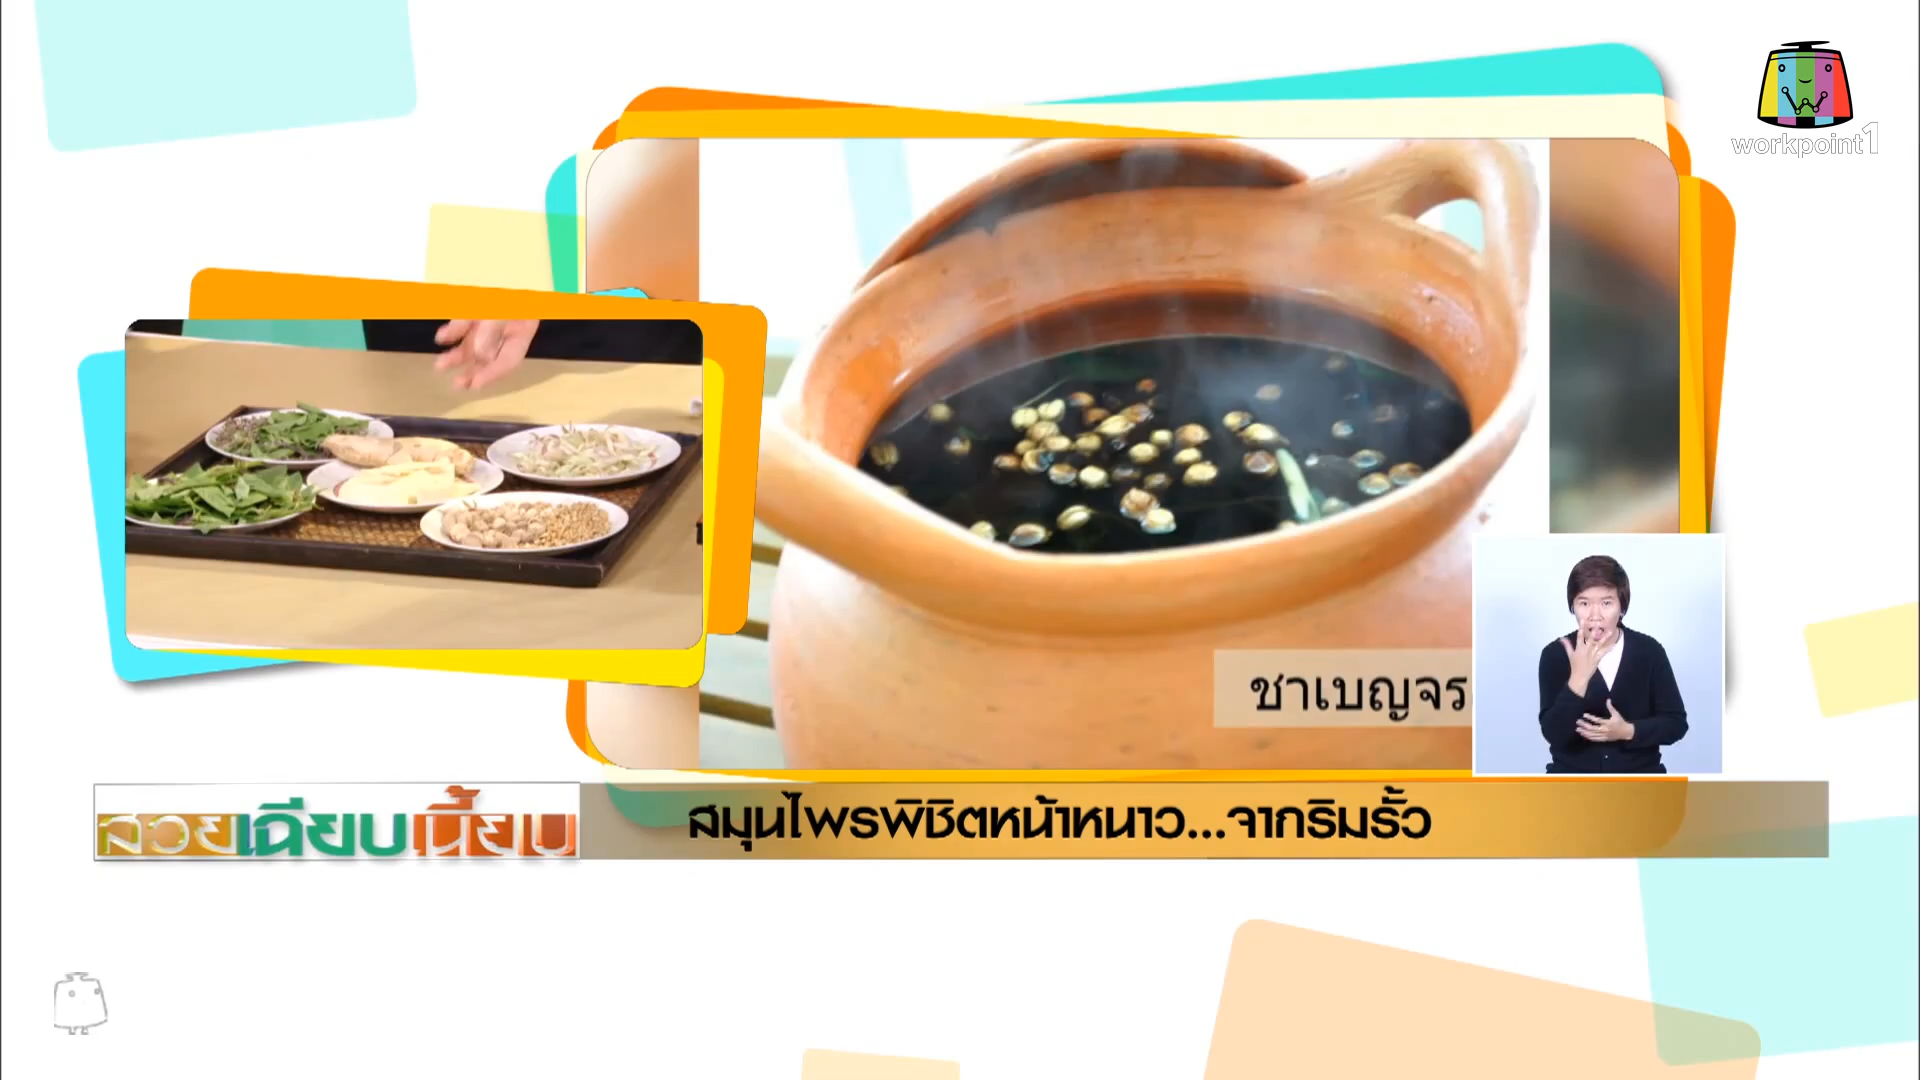 workpoint1
ชาเบญจร
สวยเฉียบเนี้ยบ
สมุนไพรพิชิตหน้าหนาว...จากริมรั้ว